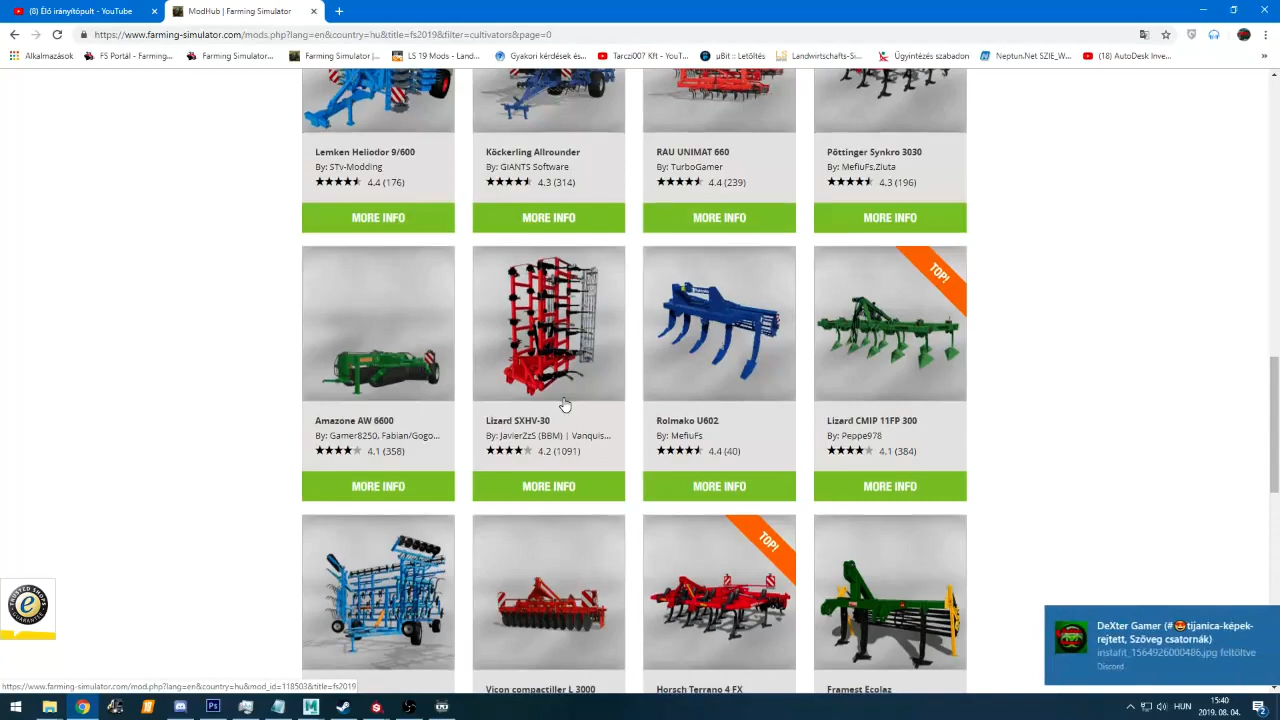 (8) Élő irányítópult - YouTube
ModHub | Farming Simulator
https://www.farming-simulator.com/mods.php?lang=en&country=hu&title=fs2019&filter=cultivators&page=0
Alkalmazások
FS Portál - Farming...
Farming Simulator...
Farming Simulator |...
LS 19 Mods - Land...
Gyakori kérdések és...
Tarczi007 Kft - YouT...
µBit :: Letöltés
Landwirtschafts-Si...
Ügyintézés szabadon
Neptun.Net SZIE_W...
(18) AutoDesk Inve...
»
Lemken Heliodor 9/600
By: STv-Modding
4.4 (176)
MORE INFO
Köckerling Allrounder
By: GIANTS Software
4.3 (314)
MORE INFO
RAU UNIMAT 660
By: TurboGamer
4.4 (239)
MORE INFO
Pöttinger Synkro 3030
By: MefiuFs,Ziuta
4.3 (196)
MORE INFO
Amazone AW 6600
By: Gamer8250, Fabian/Gogo...
4.1 (358)
MORE INFO
Lizard SXHV-30
By: JavierZzS (BBM) | Vanquis...
4.2 (1091)
MORE INFO
Rolmako U602
By: MefiuFs
4.4 (40)
MORE INFO
TOP!
Lizard CMIP 11FP 300
By: Peppe978
4.1 (384)
MORE INFO
Vicon compactiller L 3000
TOP!
Horsch Terrano 4 FX
Framest Ecolaz
TRUSTED SHOPS
GUARANTEE
DeXter Gamer (#😍tijanica-képek-
rejtett, Szöveg csatornák)
instafit_1564926000486.jpg feltöltve
Discord
https://www.farming-simulator.com/mod.php?lang=en&country=hu&mod_id=118503&title=fs2019
HUN
15:40
2019. 08. 04.
2